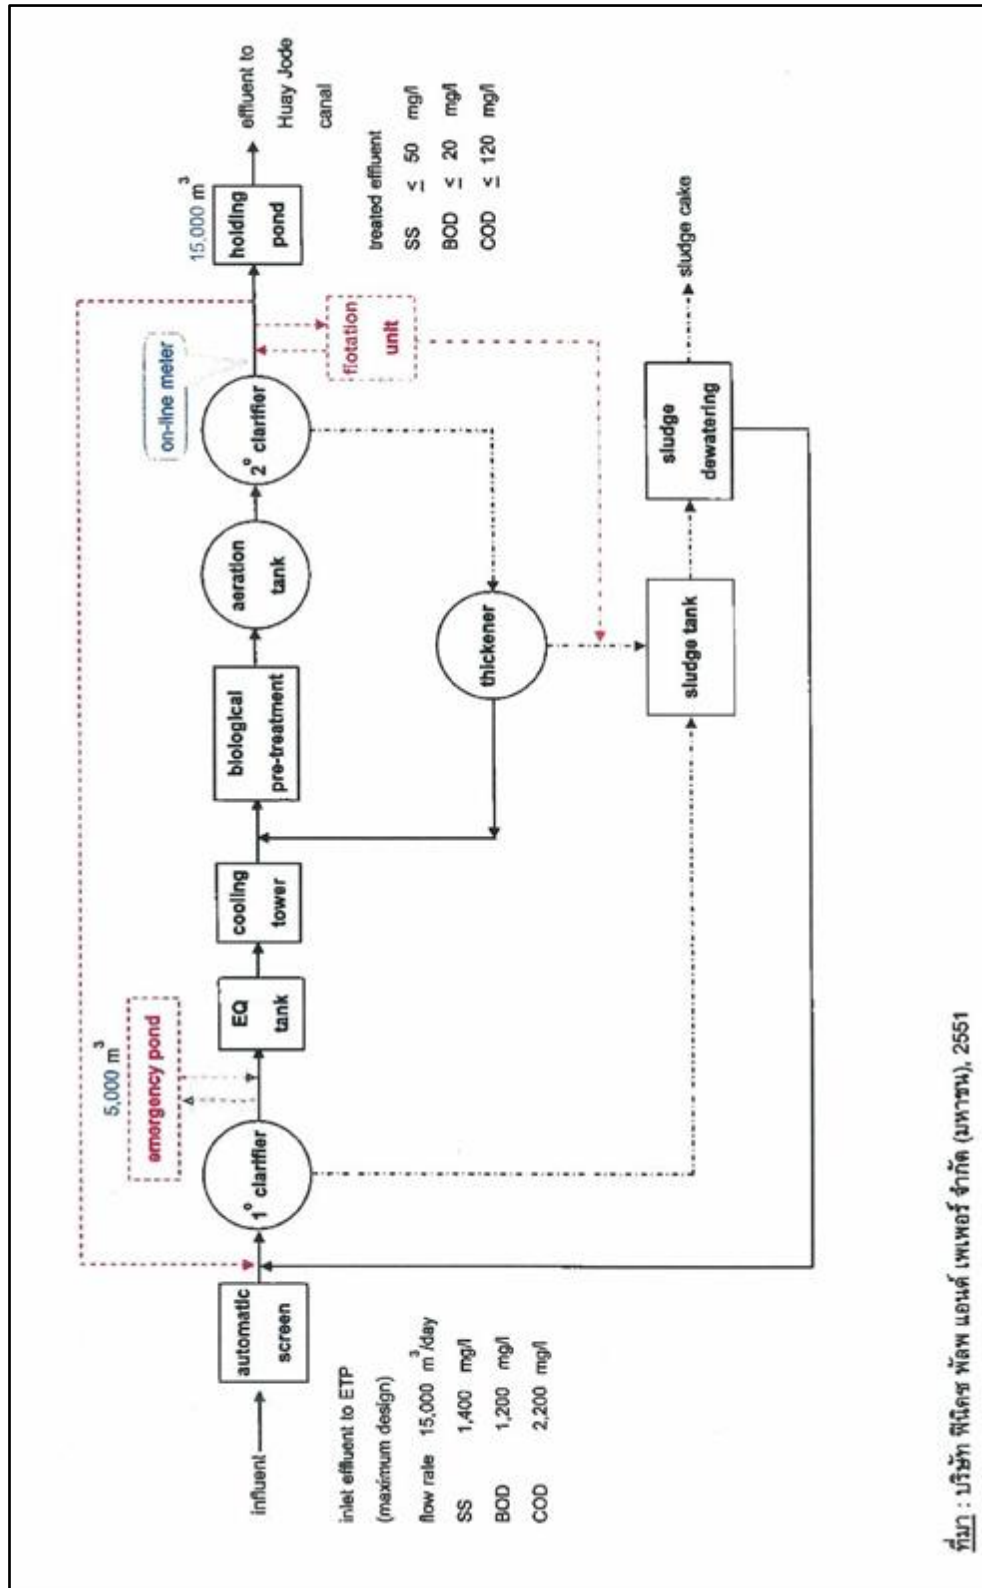 influent
automatic
screen
1° clarifier
5,000 m³
emergency pond
EQ
tank
cooling
tower
biological
pre-treatment
aeration
tank
2° clarifier
on-line meler
15,000 m³
holding
pond
effluent to
Huay Jode
canal
flotation
unit
thickener
sludge tank
sludge
dewatering
sludge cake
inlet effluent to ETP
(maximum design)
flow rate 15,000 m³/day
SS 1,400 mg/l
BOD 1,200 mg/l
COD 2,200 mg/l
treated effluent
SS ≤ 50 mg/l
BOD ≤ 20 mg/l
COD ≤ 120 mg/l
ที่มา : บริษัท ฟินิคซ พัลพ แอนด์ เพเพอร์ จำกัด (มหาชน), 2551